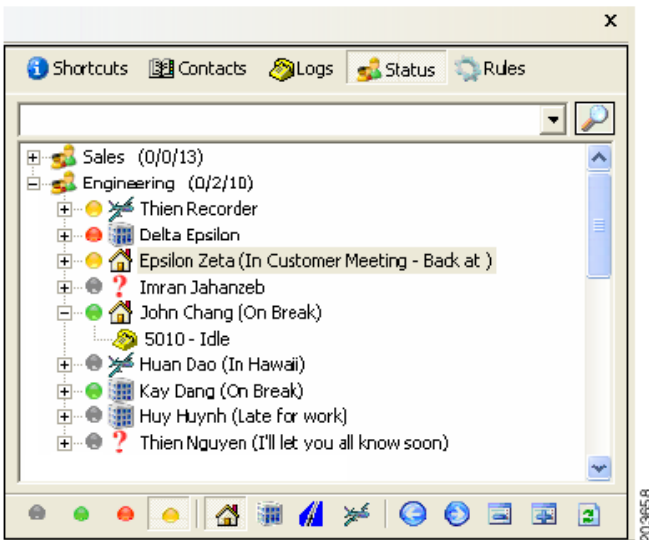 x
Shortcuts Contacts Logs Status Rules
Sales (0/0/13)
Engineering (0/2/10)
Thien Recorder
Delta Epsilon
Epsilon Zeta (In Customer Meeting - Back at )
? Imran Jahanzeb
John Chang (On Break)
5010 - Idle
Huan Dao (In Hawaii)
Kay Dang (On Break)
Huy Huynh (Late for work)
? Thien Nguyen (I'll let you all know soon)
203658